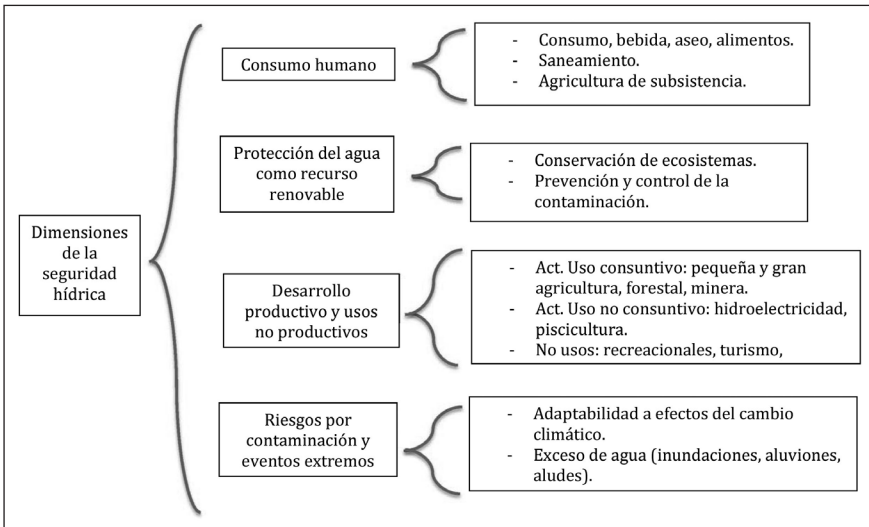 Dimensiones
de la
seguridad
hídrica
Consumo humano
- Consumo, bebida, aseo, alimentos.
- Saneamiento.
- Agricultura de subsistencia.
Protección del agua
como recurso
renovable
- Conservación de ecosistemas.
- Prevención y control de la
contaminación.
Desarrollo
productivo y usos
no productivos
- Act. Uso consuntivo: pequeña y gran
agricultura, forestal, minera.
- Act. Uso no consuntivo: hidroelectricidad,
piscicultura.
- No usos: recreacionales, turismo,
Riesgos por
contaminación y
eventos extremos
- Adaptabilidad a efectos del cambio
climático.
- Exceso de agua (inundaciones, aluviones,
aludes).